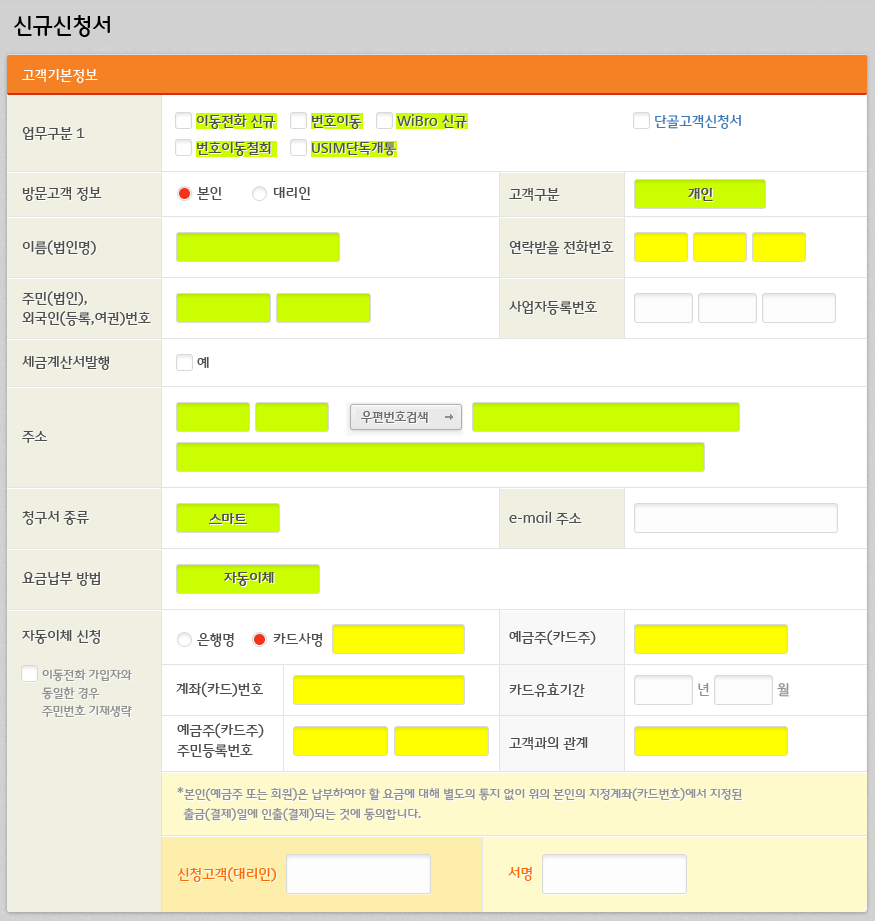 신규신청서
고객기본정보
업무구분 1
이동전화 신규 번호이동 WiBro 신규 단골고객신청서
번호이동철회 USIM단독개통
방문고객 정보 본인 대리인 고객구분 개인
이름(법인명) 연락받을 전화번호
주민(법인),
외국인(등록,여권)번호 사업자등록번호
세금계산서발행 예
주소 우편번호검색 →
청구서 종류 스마트 e-mail 주소
요금납부 방법 자동이체
자동이체 신청 은행명 카드사명 예금주(카드주)
이동전화 가입자와
동일한 경우
주민번호 기재생략
계좌(카드)번호 카드유효기간 년 월
예금주(카드주)
주민등록번호 고객과의 관계
*본인(예금주 또는 회원)은 납부하여야 할 요금에 대해 별도의 통지 없이 위의 본인의 지정계좌(카드번호)에서 지정된
출금(결제)일에 인출(결제)되는 것에 동의합니다.
신청고객(대리인) 서명